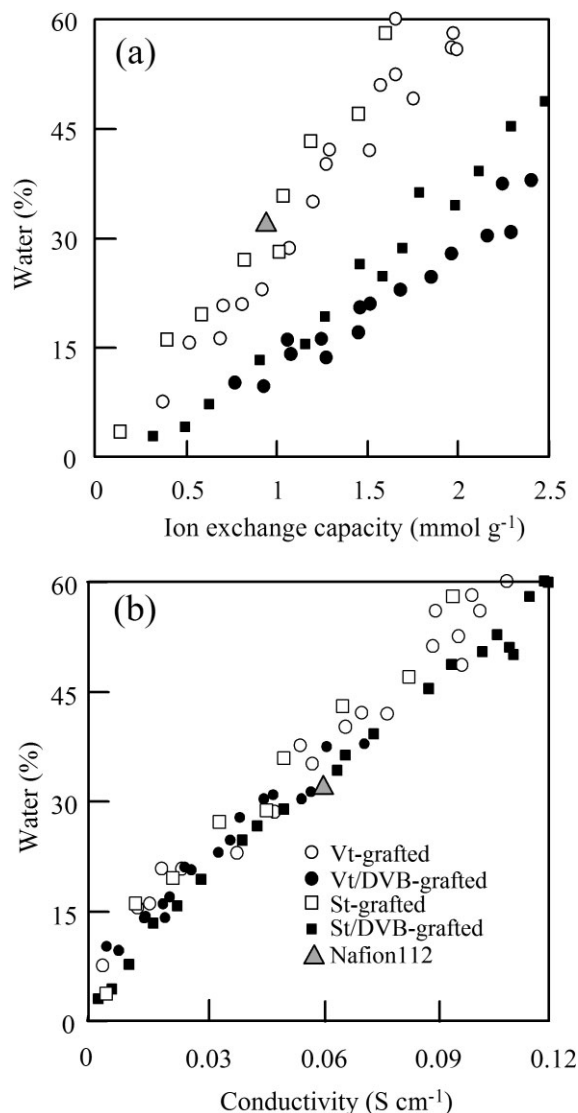 (a)
Water (%)
60
45
30
15
0
0 0.5 1 1.5 2 2.5
Ion exchange capacity (mmol g⁻¹)
(b)
Water (%)
60
45
30
15
0
Vt-grafted
Vt/DVB-grafted
St-grafted
St/DVB-grafted
Nafion112
0 0.03 0.06 0.09 0.12
Conductivity (S cm⁻¹)